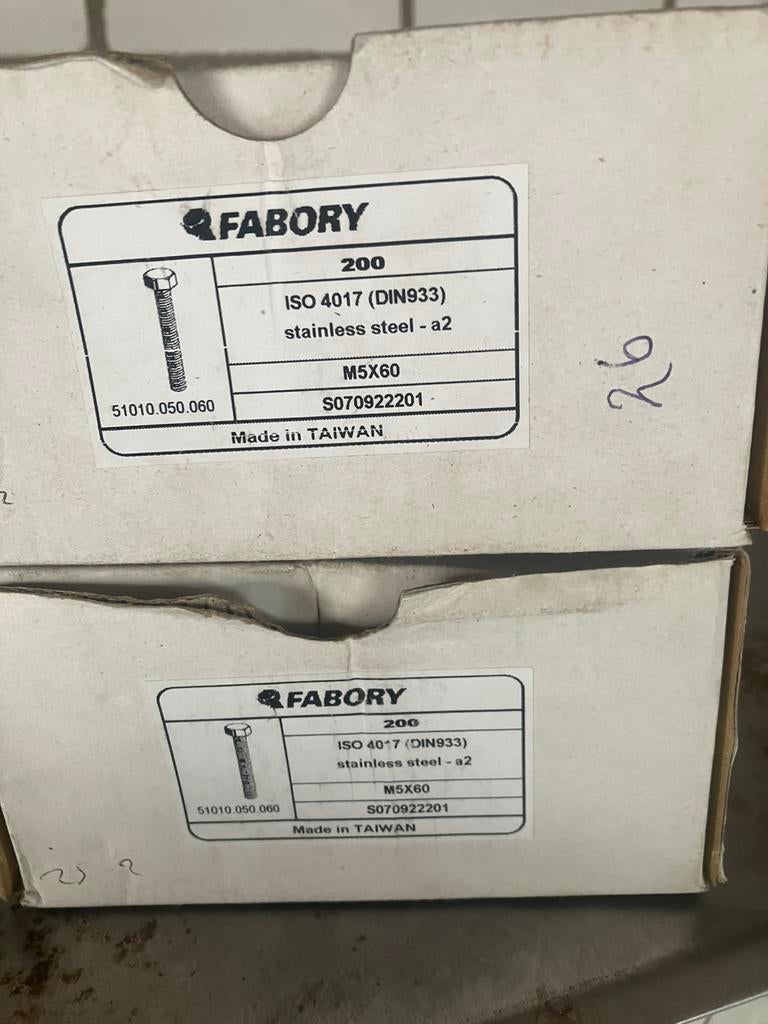 FABORY
200
ISO 4017 (DIN933)
stainless steel - a2
M5X60
51010.050.060
S070922201
Made in TAIWAN
26
FABORY
200
ISO 4017 (DIN933)
stainless steel - a2
M5X60
51010.050.060
S070922201
Made in TAIWAN